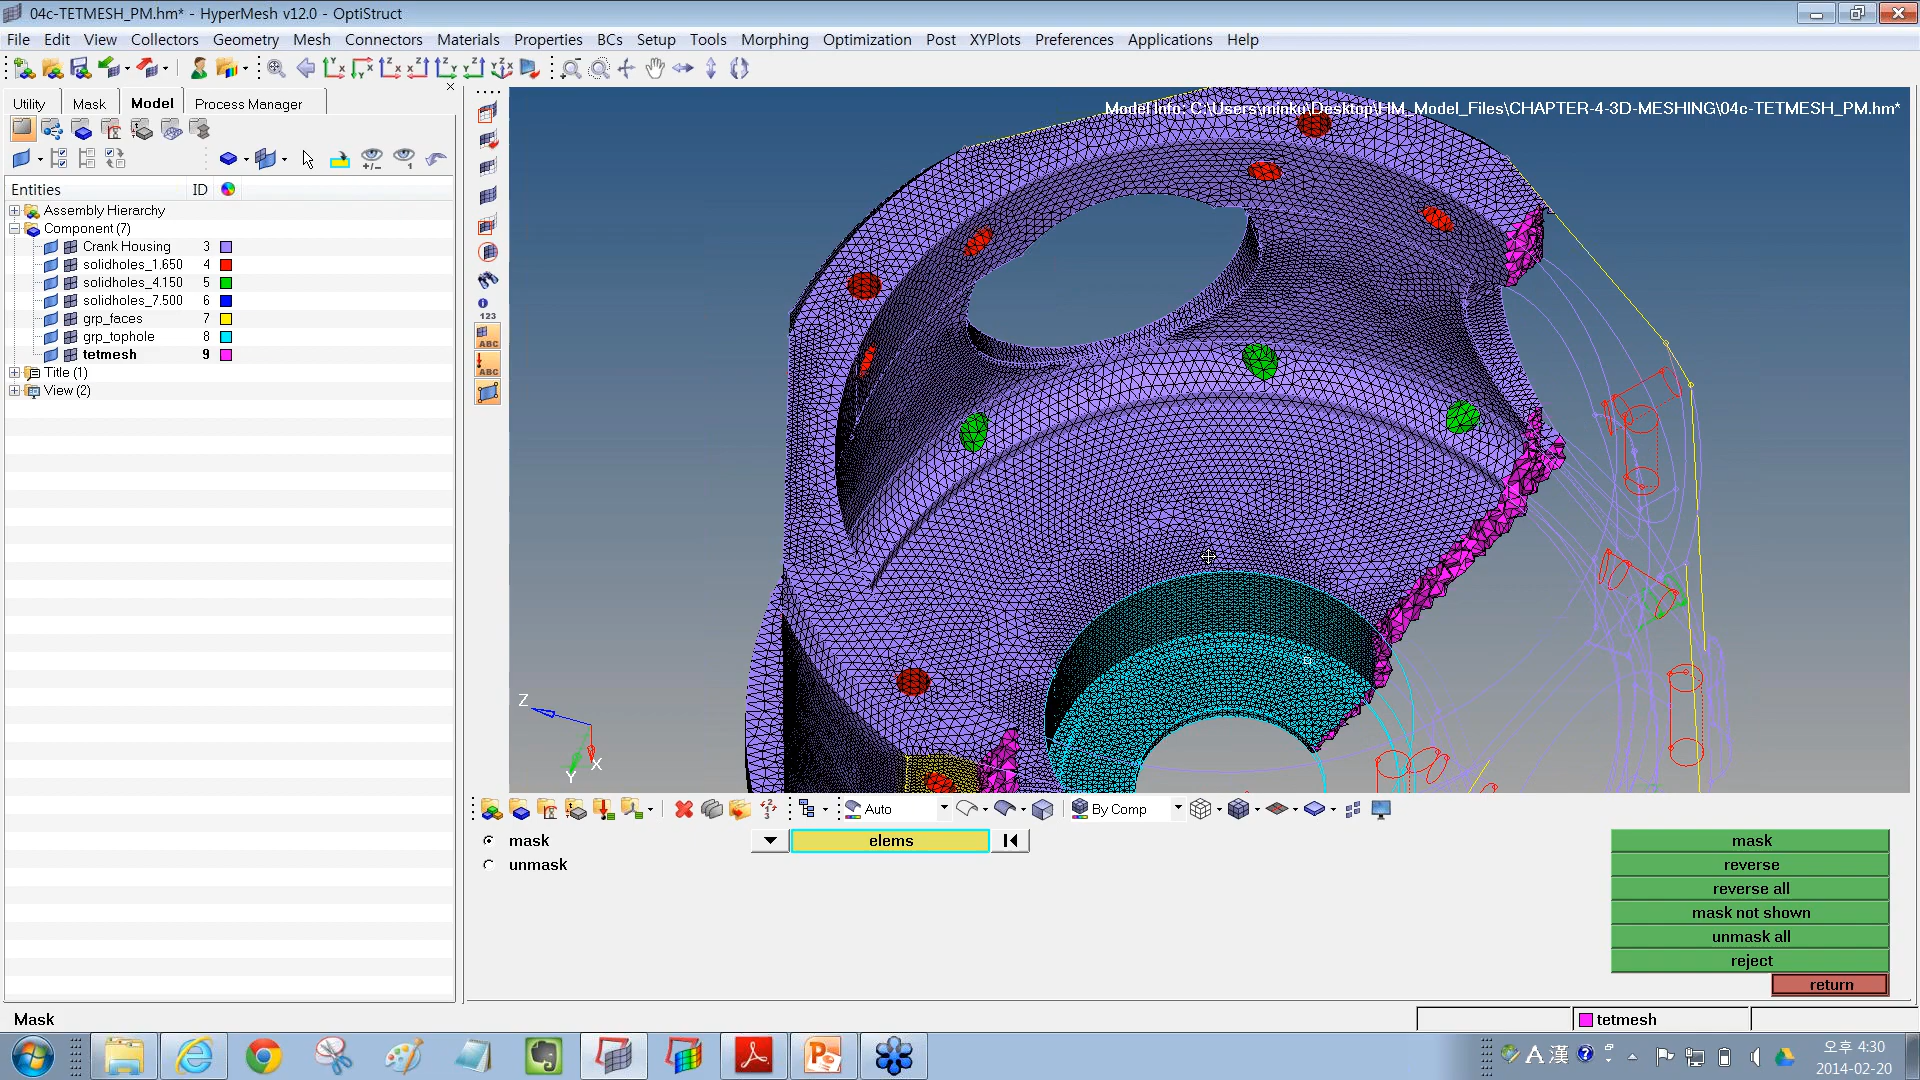 04c-TETMESH_PM.hm* - HyperMesh v12.0 - OptiStruct
File Edit View Collectors Geometry Mesh Connectors Materials Properties BCs Setup Tools Morphing Optimization Post XYPlots Preferences Applications Help
Utility Mask Model Process Manager
Model Info: C:\Users\minku\Desktop\HM_Model_Files\CHAPTER-4-3D-MESHING\04c-TETMESH_PM.hm*
Entities ID
Assembly Hierarchy
Component (7)
Crank Housing 3
solidholes_1.650 4
solidholes_4.150 5
solidholes_7.500 6
grp_faces 7
grp_tophole 8
tetmesh 9
Title (1)
View (2)
123
ABC
ABC
Z
X
Y
Auto
By Comp
mask
unmask
elems
mask
reverse
reverse all
mask not shown
unmask all
reject
return
Mask
tetmesh
A 漢
오후 4:30
2014-02-20